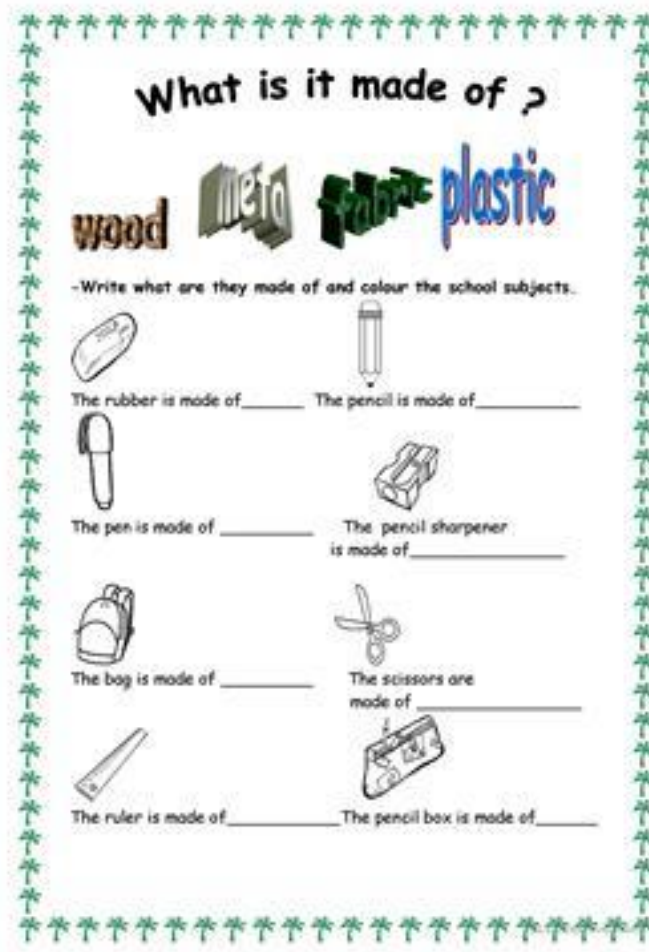 What is it made of ?
wood metal fabric plastic
-Write what are they made of and colour the school subjects.
The rubber is made of______ The pencil is made of__________
The pen is made of _________ The pencil sharpener
is made of_______________
The bag is made of _________ The scissors are
made of ________________
The ruler is made of___________ The pencil box is made of______